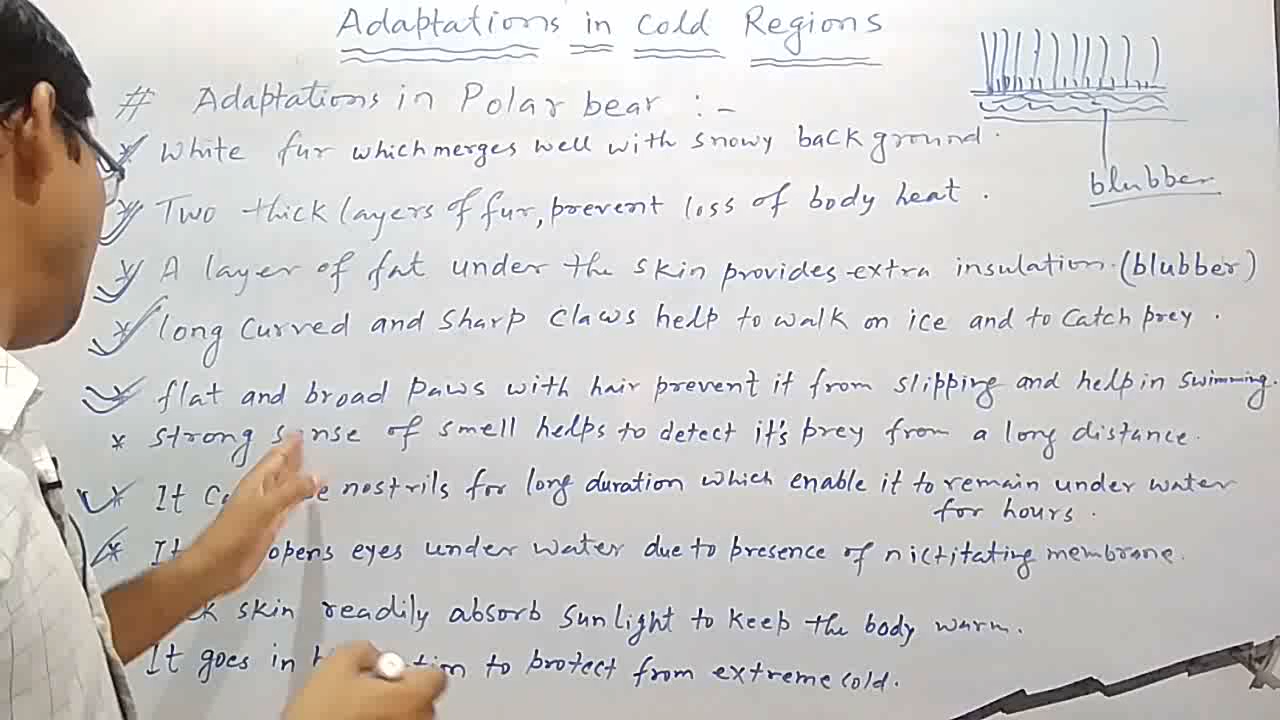 Adaptations in Cold Regions
# Adaptations in Polar bear :-
* White fur which merges well with snowy back ground.
blubber
* Two thick layers of fur, prevent loss of body heat.
* A layer of fat under the skin provides extra insulation. (blubber)
* long curved and sharp claws help to walk on ice and to catch prey.
* flat and broad paws with hair prevent it from slipping and help in swimming.
* strong sense of smell helps to detect it's prey from a long distance.
* It nostrils for long duration which enable it to remain under water
for hours.
* It opens eyes under water due to presence of nictitating membrane.
skin readily absorb sunlight to keep the body warm.
It goes in to protect from extreme cold.